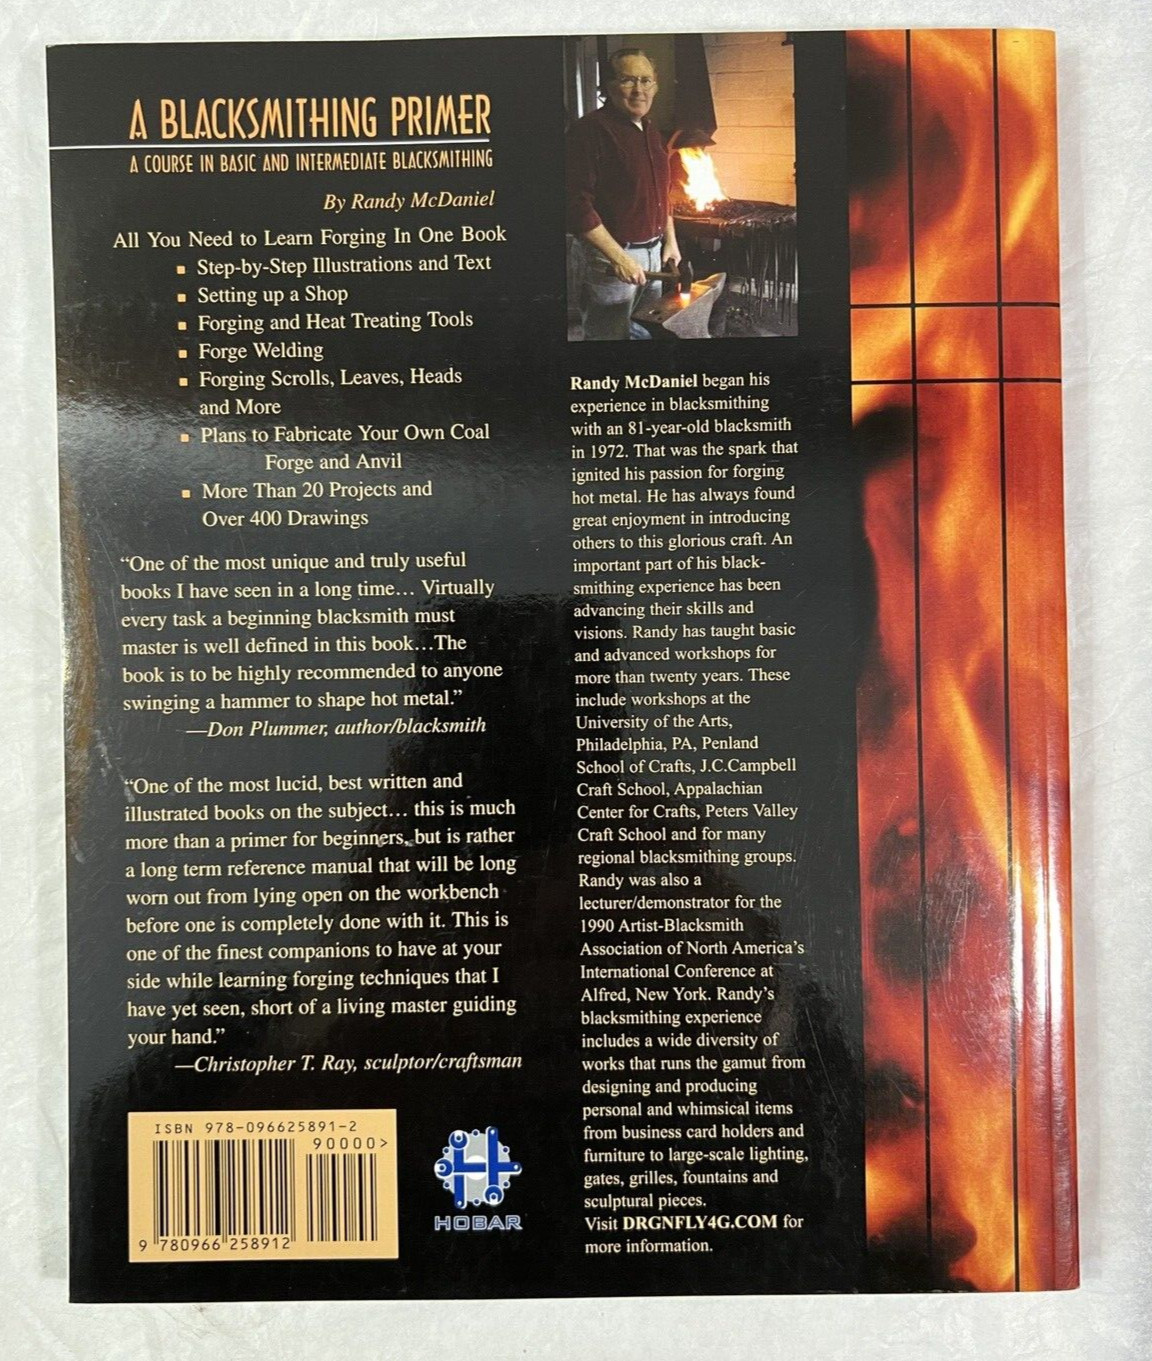 A BLACKSMITHING PRIMER
A COURSE IN BASIC AND INTERMEDIATE BLACKSMITHING
By Randy McDaniel
All You Need to Learn Forging In One Book
▪ Step-by-Step Illustrations and Text
▪ Setting up a Shop
▪ Forging and Heat Treating Tools
▪ Forge Welding
▪ Forging Scrolls, Leaves, Heads
and More
▪ Plans to Fabricate Your Own Coal
Forge and Anvil
▪ More Than 20 Projects and
Over 400 Drawings
“One of the most unique and truly useful
books I have seen in a long time… Virtually
every task a beginning blacksmith must
master is well defined in this book…The
book is to be highly recommended to anyone
swinging a hammer to shape hot metal.”
—Don Plummer, author/blacksmith
“One of the most lucid, best written and
illustrated books on the subject… this is much
more than a primer for beginners, but is rather
a long term reference manual that will be long
worn out from lying open on the workbench
before one is completely done with it. This is
one of the finest companions to have at your
side while learning forging techniques that I
have yet seen, short of a living master guiding
your hand.”
—Christopher T. Ray, sculptor/craftsman
ISBN 978-096625891-2
90000>
9 780966 258912
HOBAR
Randy McDaniel began his
experience in blacksmithing
with an 81-year-old blacksmith
in 1972. That was the spark that
ignited his passion for forging
hot metal. He has always found
great enjoyment in introducing
others to this glorious craft. An
important part of his black-
smithing experience has been
advancing their skills and
visions. Randy has taught basic
and advanced workshops for
more than twenty years. These
include workshops at the
University of the Arts,
Philadelphia, PA, Penland
School of Crafts, J.C.Campbell
Craft School, Appalachian
Center for Crafts, Peters Valley
Craft School and for many
regional blacksmithing groups.
Randy was also a
lecturer/demonstrator for the
1990 Artist-Blacksmith
Association of North America’s
International Conference at
Alfred, New York. Randy’s
blacksmithing experience
includes a wide diversity of
works that runs the gamut from
designing and producing
personal and whimsical items
from business card holders and
furniture to large-scale lighting,
gates, grilles, fountains and
sculptural pieces.
Visit DRGNFLY4G.COM for
more information.